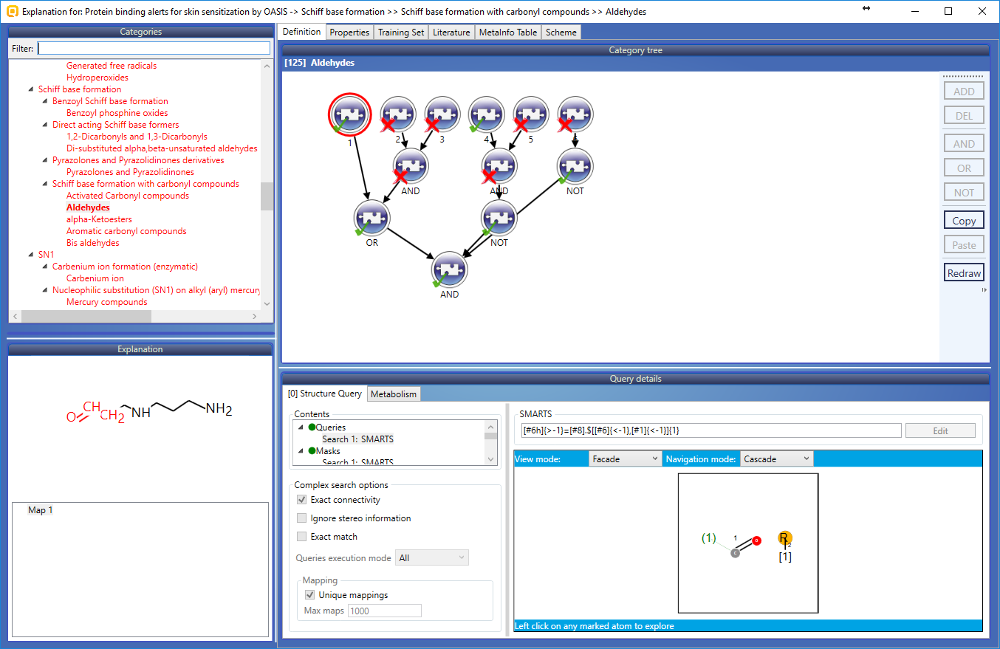 Explanation for: Protein binding alerts for skin sensitization by OASIS -> Schiff base formation >> Schiff base formation with carbonyl compounds >> Aldehydes
Categories
Filter:
Generated free radicals
Hydroperoxides
Schiff base formation
Benzoyl Schiff base formation
Benzoyl phosphine oxides
Direct acting Schiff base formers
1,2-Dicarbonyls and 1,3-Dicarbonyls
Di-substituted alpha,beta-unsaturated aldehydes
Pyrazolones and Pyrazolidinones derivatives
Pyrazolones and Pyrazolidinones
Schiff base formation with carbonyl compounds
Activated Carbonyl compounds
Aldehydes
alpha-Ketoesters
Aromatic carbonyl compounds
Bis aldehydes
SN1
Carbenium ion formation (enzymatic)
Carbenium ion
Nucleophilic substitution (SN1) on alkyl (aryl) mercury
Mercury compounds
Explanation
O CH CH2 NH NH2
Map 1
Definition Properties Training Set Literature MetaInfo Table Scheme
Category tree
[125] Aldehydes
1 2 3 4 5 6
AND AND NOT
OR NOT
AND
ADD
DEL
AND
OR
NOT
Copy
Paste
Redraw
Query details
[0] Structure Query Metabolism
Contents
Queries
Search 1: SMARTS
Masks
Search 1: SMARTS
Complex search options
Exact connectivity
Ignore stereo information
Exact match
Queries execution mode All
Mapping
Unique mappings
Max maps 1000
SMARTS
[#6h]{>-1}=[#8].$[[#6]{<-1},[#1]{<-1}]{1} Edit
View mode: Facade Navigation mode: Cascade
(1) 1 C O R 2
[1]
Left click on any marked atom to explore